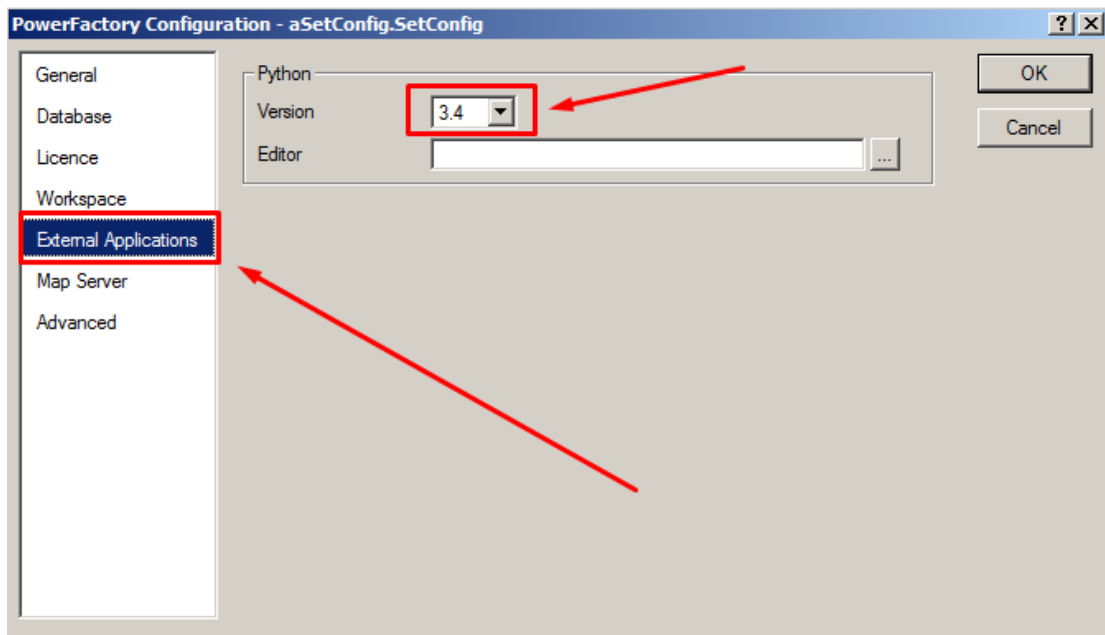 PowerFactory Configuration - aSetConfig.SetConfig
?
General
Database
Licence
Workspace
External Applications
Map Server
Advanced
Python
Version 3.4
Editor ...
OK
Cancel